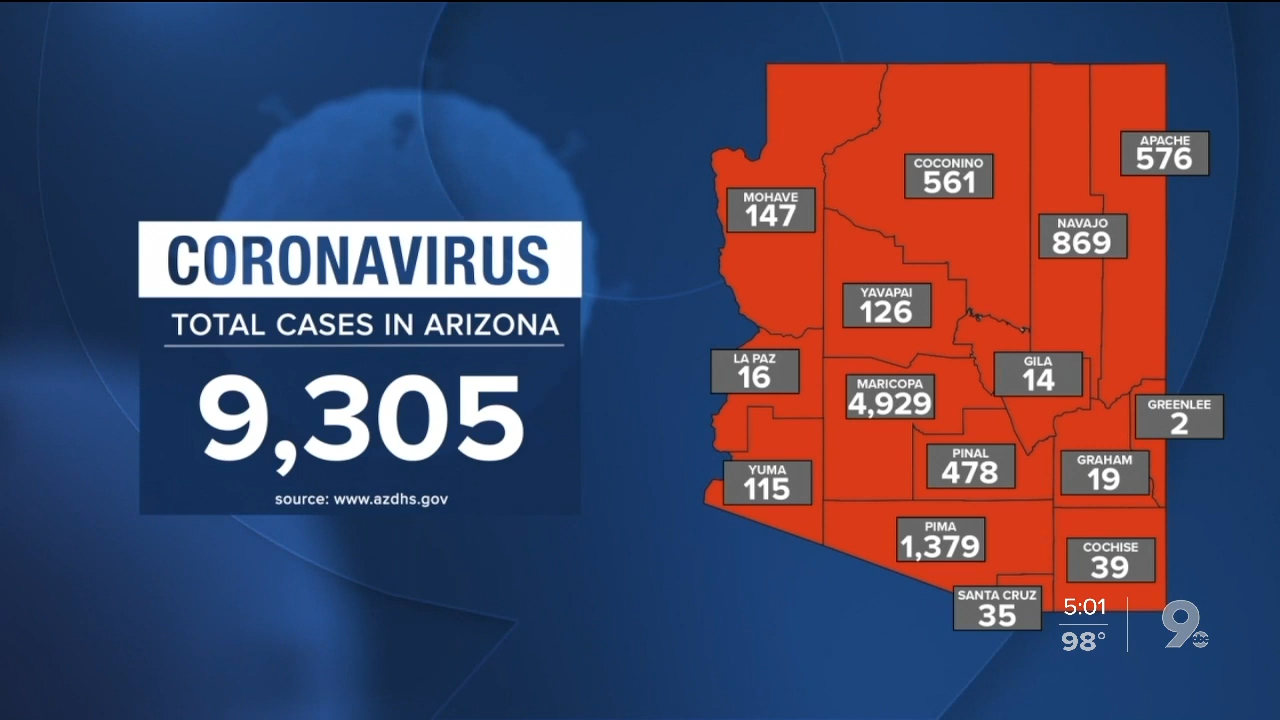 CORONAVIRUS
TOTAL CASES IN ARIZONA
9,305
source: www.azdhs.gov
APACHE
576
COCONINO
561
MOHAVE
147
NAVAJO
869
YAVAPAI
126
LA PAZ
16
GILA
14
MARICOPA
4,929
GREENLEE
2
PINAL
478
GRAHAM
19
YUMA
115
PIMA
1,379
COCHISE
39
SANTA CRUZ
35
5:01
98°
9
abc